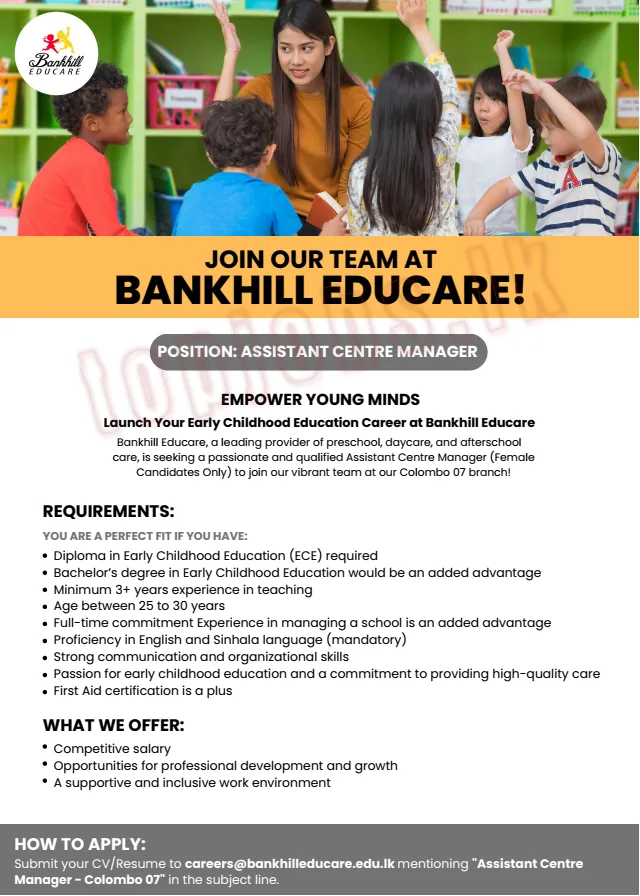 Bankhill
EDUCARE
JOIN OUR TEAM AT
BANKHILL EDUCARE!
topjobs.lk
POSITION: ASSISTANT CENTRE MANAGER
EMPOWER YOUNG MINDS
Launch Your Early Childhood Education Career at Bankhill Educare
Bankhill Educare, a leading provider of preschool, daycare, and afterschool
care, is seeking a passionate and qualified Assistant Centre Manager (Female
Candidates Only) to join our vibrant team at our Colombo 07 branch!
REQUIREMENTS:
YOU ARE A PERFECT FIT IF YOU HAVE:
• Diploma in Early Childhood Education (ECE) required
• Bachelor's degree in Early Childhood Education would be an added advantage
• Minimum 3+ years experience in teaching
• Age between 25 to 30 years
• Full-time commitment Experience in managing a school is an added advantage
• Proficiency in English and Sinhala language (mandatory)
• Strong communication and organizational skills
• Passion for early childhood education and a commitment to providing high-quality care
• First Aid certification is a plus
WHAT WE OFFER:
• Competitive salary
• Opportunities for professional development and growth
• A supportive and inclusive work environment
HOW TO APPLY:
Submit your CV/Resume to careers@bankhilleducare.edu.lk mentioning "Assistant Centre
Manager - Colombo 07" in the subject line.